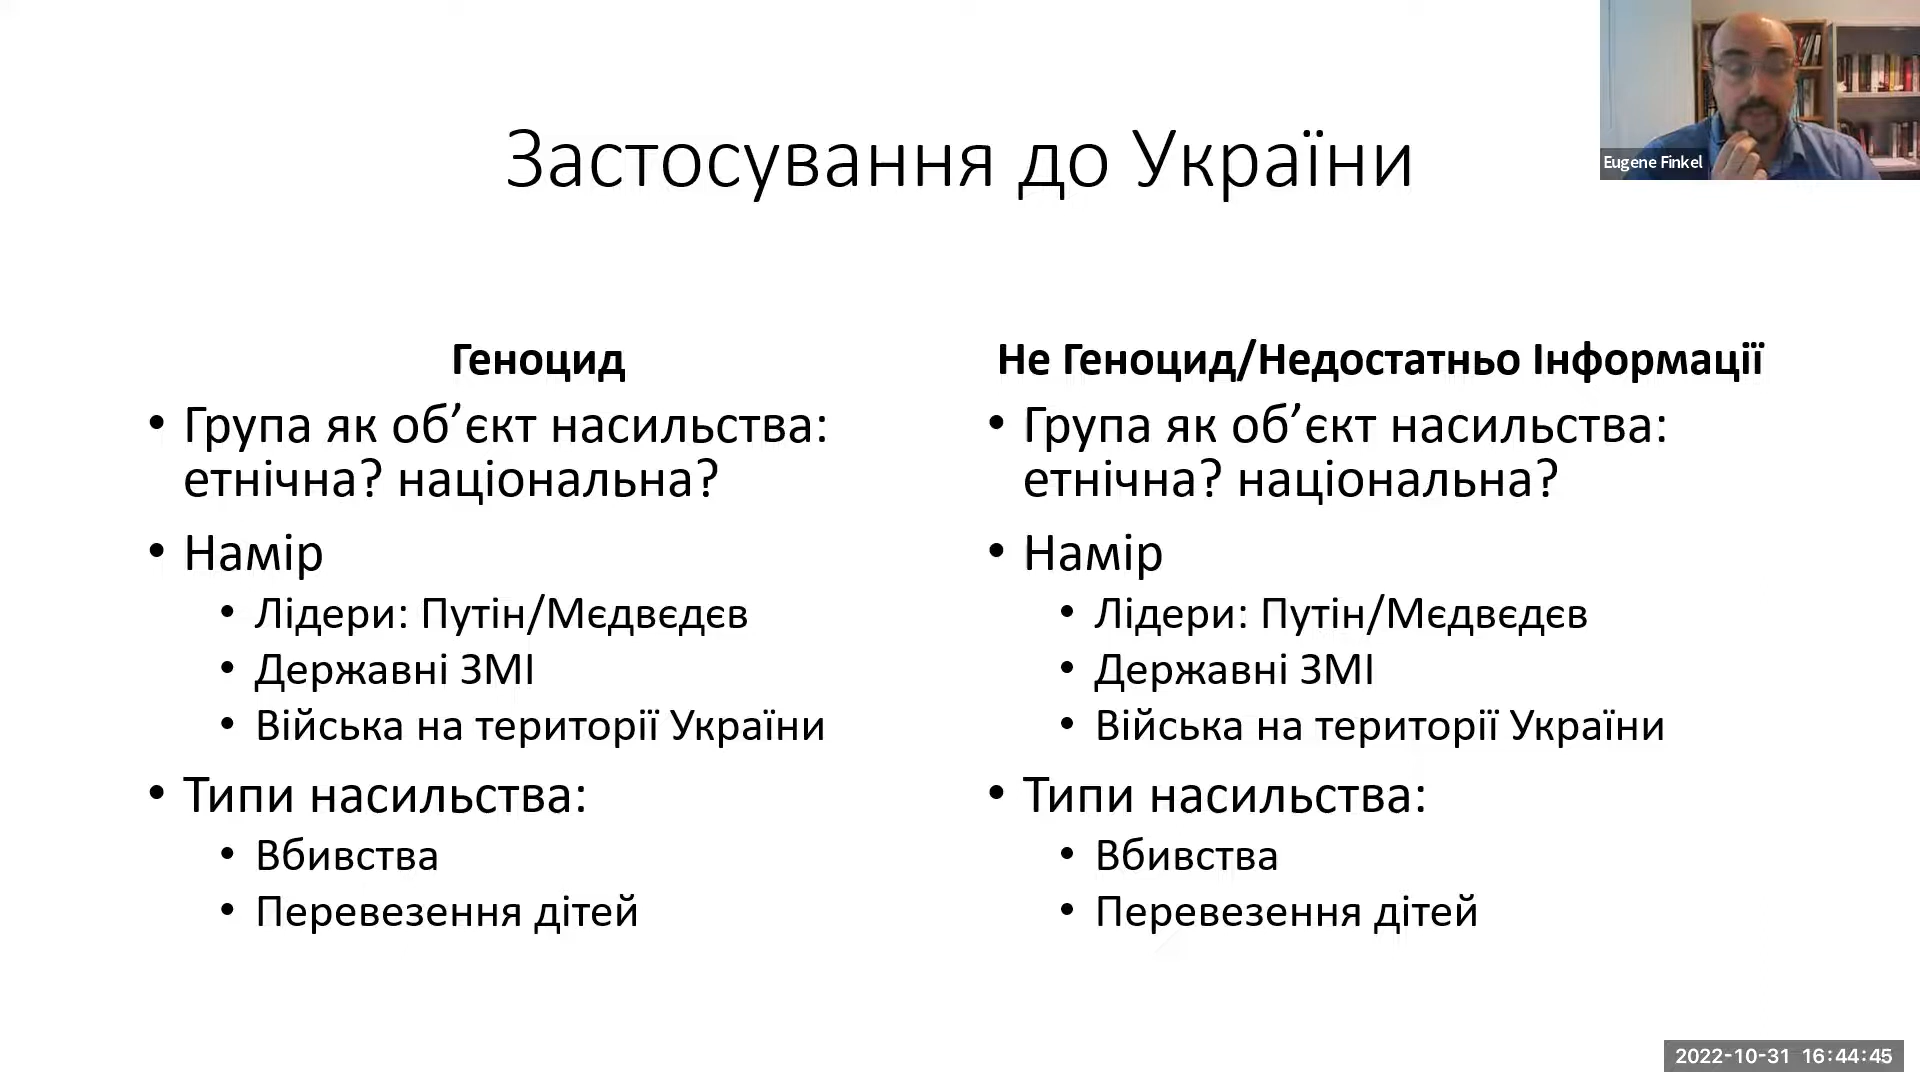 Eugene Finkel
Застосування до України
Геноцид
• Група як об’єкт насильства:
етнічна? національна?
• Намір
• Лідери: Путін/Мєдвєдєв
• Державні ЗМІ
• Війська на території України
• Типи насильства:
• Вбивства
• Перевезення дітей
Не Геноцид/Недостатньо Інформації
• Група як об’єкт насильства:
етнічна? національна?
• Намір
• Лідери: Путін/Мєдвєдєв
• Державні ЗМІ
• Війська на території України
• Типи насильства:
• Вбивства
• Перевезення дітей
2022-10-31 16:44:45